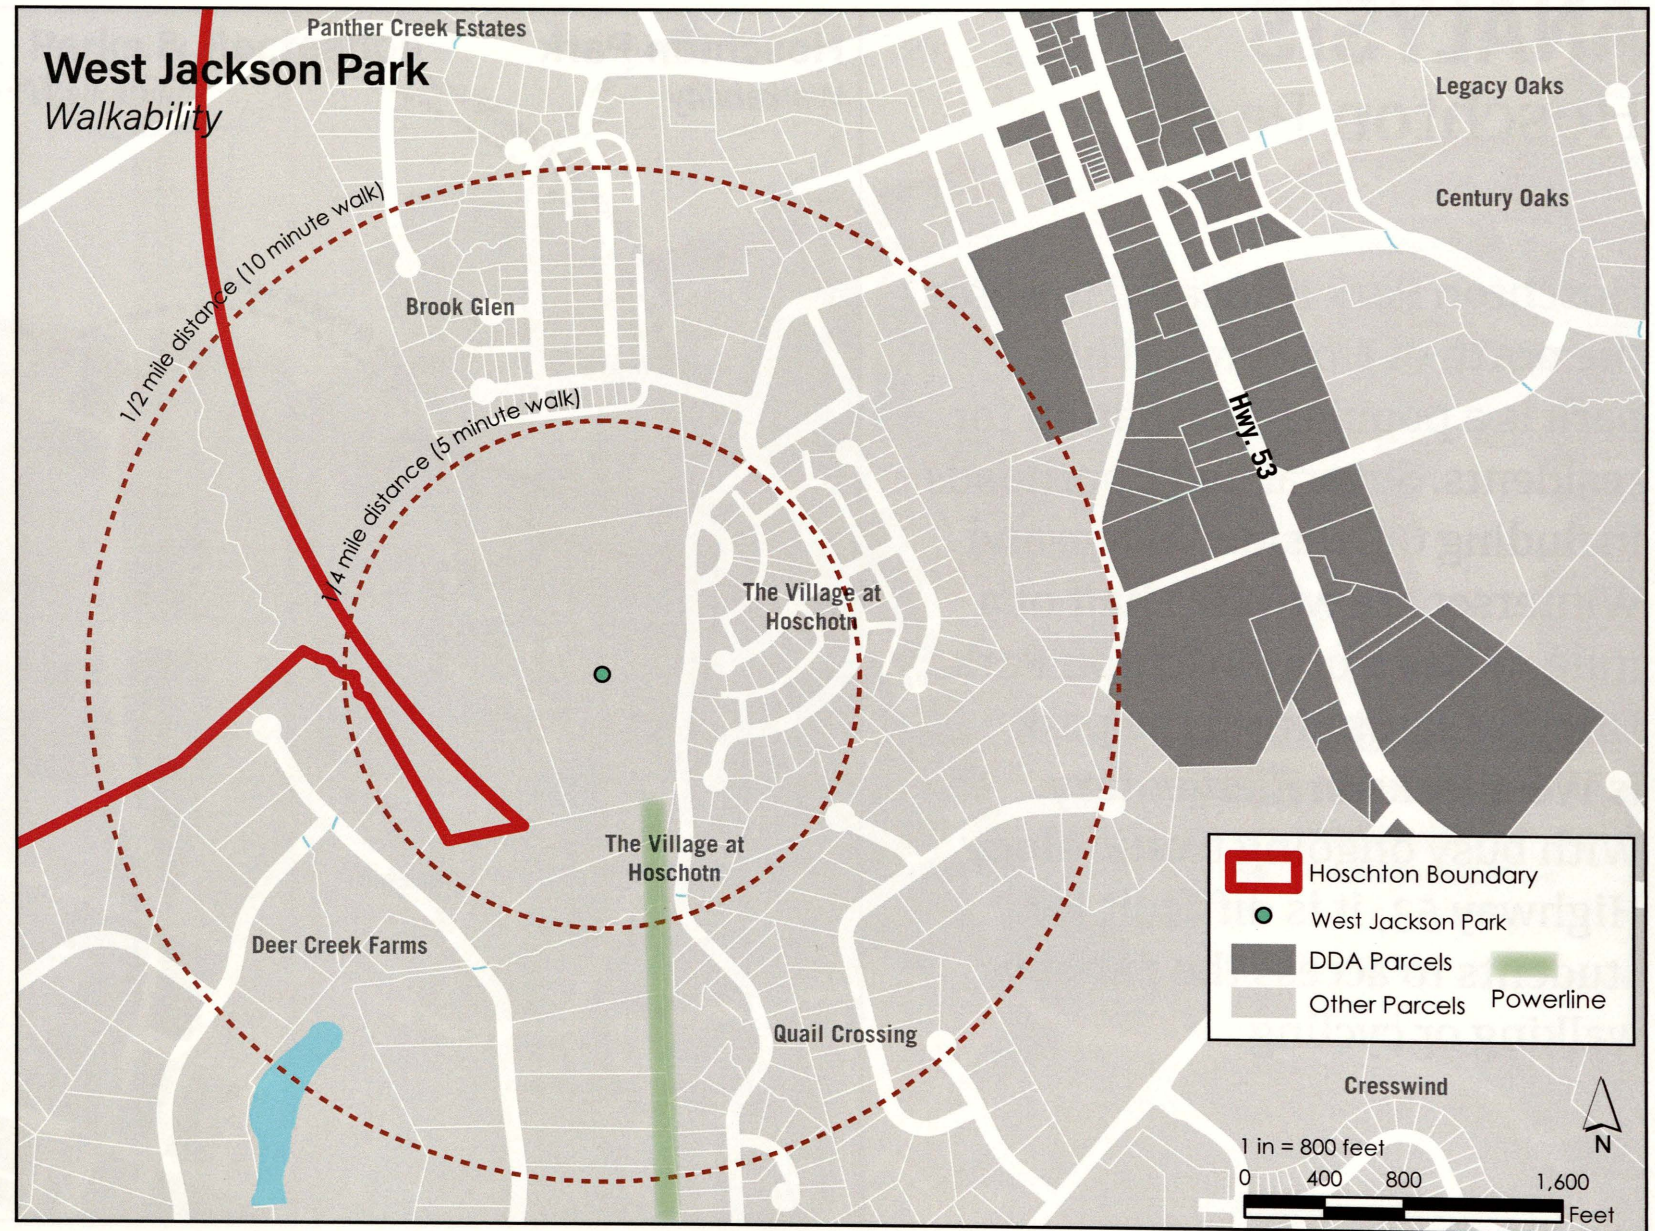 Panther Creek Estates
West Jackson Park
Walkability
Legacy Oaks
Century Oaks
1/2 mile distance (10 minute walk)
Brook Glen
1/4 mile distance (5 minute walk)
Hwy. 53
The Village at
Hoschotn
The Village at
Hoschotn
Deer Creek Farms
Quail Crossing
Cresswind
Hoschton Boundary
West Jackson Park
DDA Parcels
Other Parcels
Powerline
N
1 in = 800 feet
0 400 800 1,600
Feet